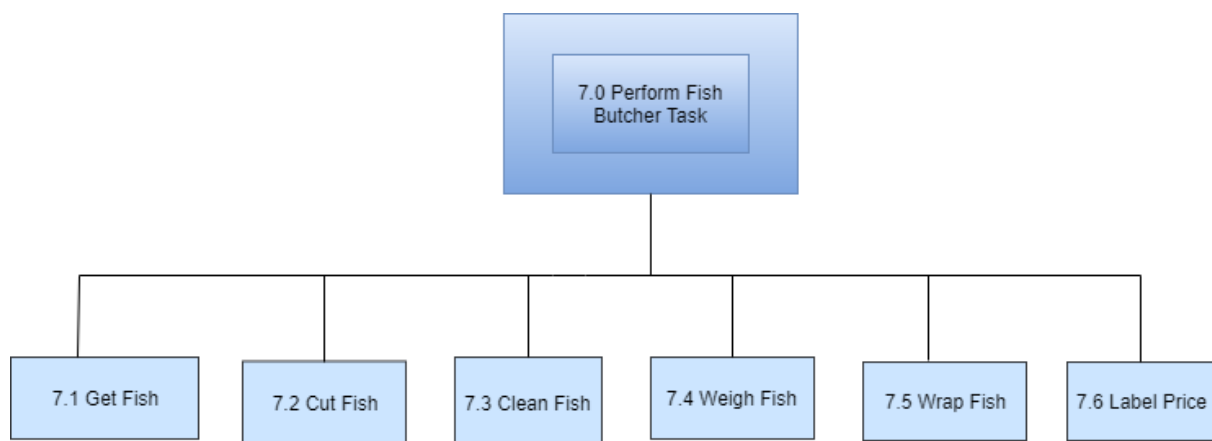 7.0 Perform Fish
Butcher Task
7.1 Get Fish
7.2 Cut Fish
7.3 Clean Fish
7.4 Weigh Fish
7.5 Wrap Fish
7.6 Label Price